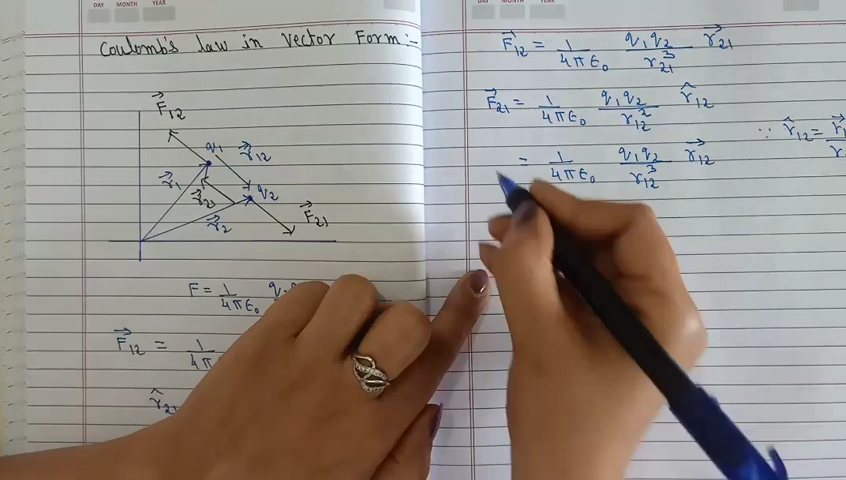 DAY MONTH YEAR
Coulomb's law in Vector Form:-
F⃗₁₂
q₁
r⃗₁₂
r⃗₁
r⃗₂₁
q₂
r⃗₂
F⃗₂₁
F = 1/4πε₀
F⃗₁₂ = 1/4π
r̂₂₁
DAY MONTH YEAR
F⃗₁₂ = 1/4πε₀ q₁q₂/r₂₁³ r⃗₂₁
F⃗₂₁ = 1/4πε₀ q₁q₂/r₁₂² r̂₁₂
∵ r̂₁₂ =
= 1/4πε₀ q₁q₂/r₁₂³ r⃗₁₂